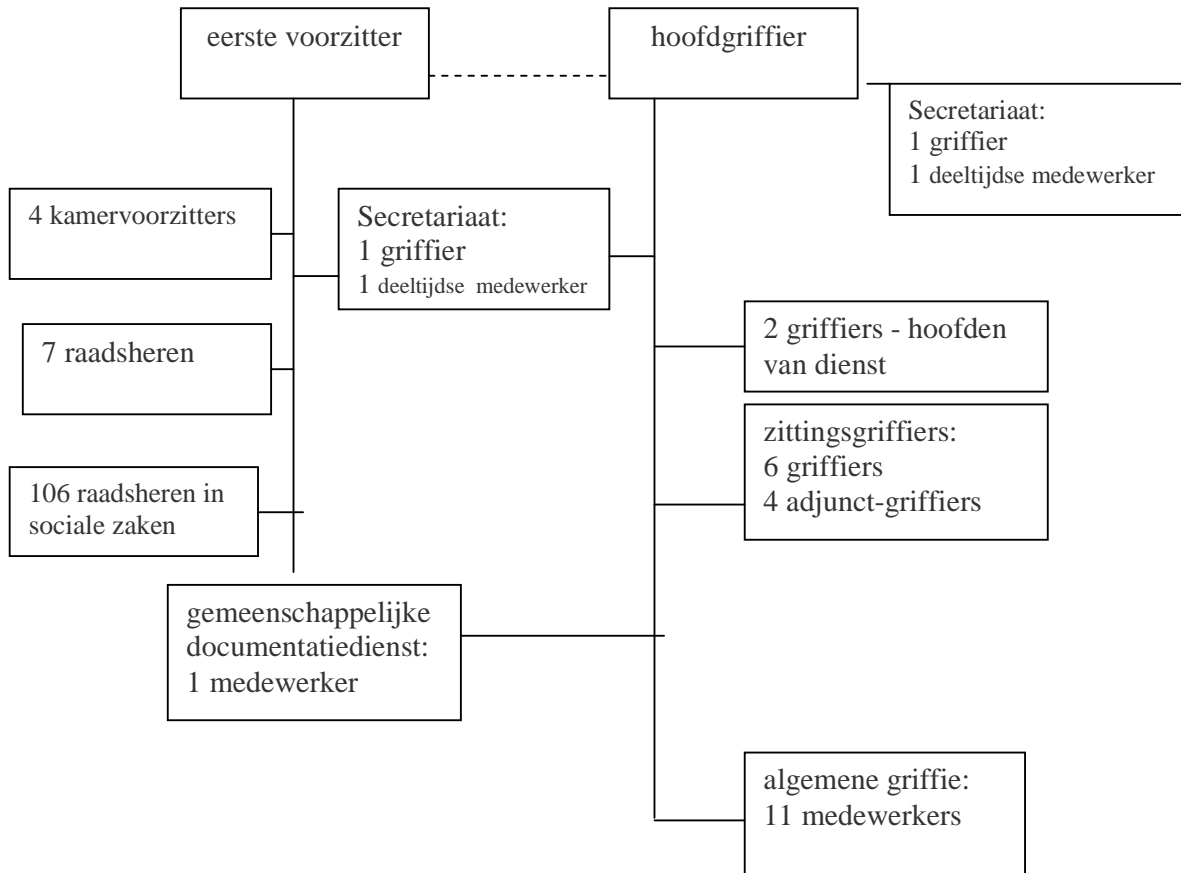 eerste voorzitter
hoofdgriffier
Secretariaat:
1 griffier
1 deeltijdse medewerker
4 kamervoorzitters
Secretariaat:
1 griffier
1 deeltijdse medewerker
7 raadsheren
2 griffiers - hoofden
van dienst
zittingsgriffiers:
6 griffiers
4 adjunct-griffiers
106 raadsheren in
sociale zaken
gemeenschappelijke
documentatiedienst:
1 medewerker
algemene griffie:
11 medewerkers